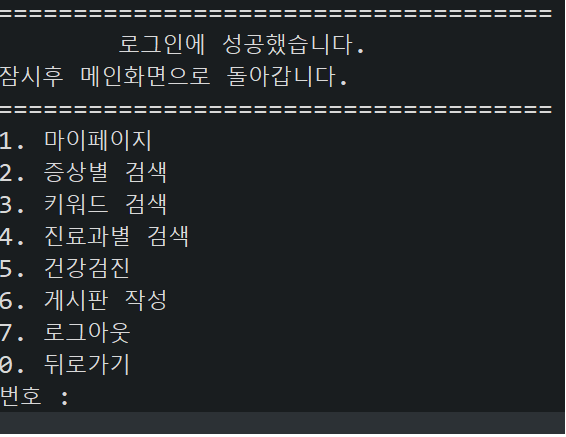 =====================================
로그인에 성공했습니다.
잠시후 메인화면으로 돌아갑니다.
=====================================
1. 마이페이지
2. 증상별 검색
3. 키워드 검색
4. 진료과별 검색
5. 건강검진
6. 게시판 작성
7. 로그아웃
0. 뒤로가기
번호 :